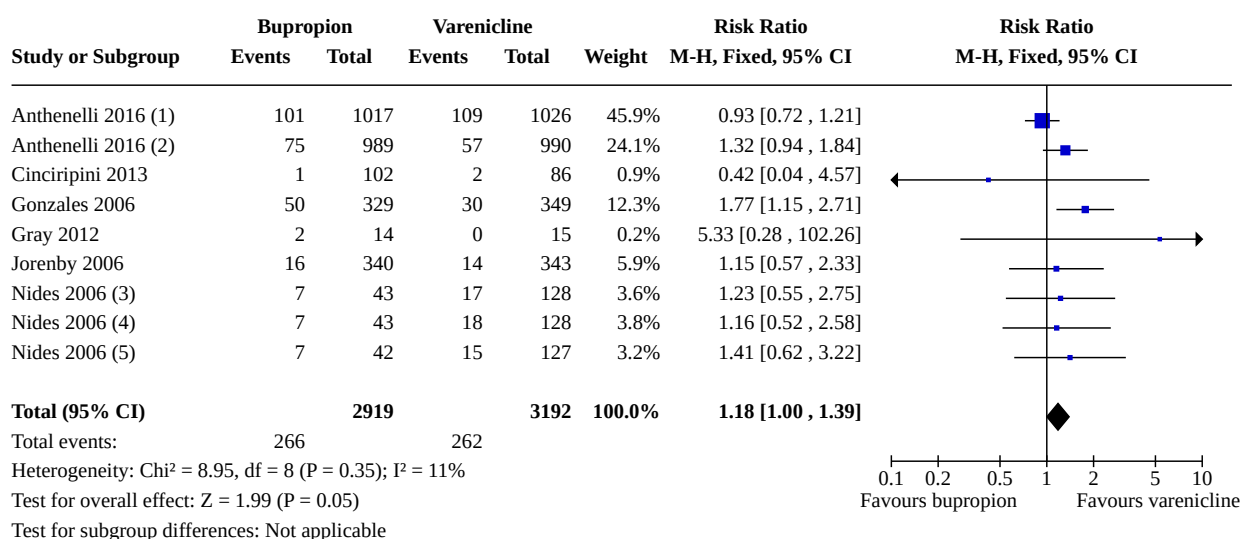 Bupropion Varenicline Risk Ratio Risk Ratio
Study or Subgroup Events Total Events Total Weight M-H, Fixed, 95% CI M-H, Fixed, 95% CI
Anthenelli 2016 (1) 101 1017 109 1026 45.9% 0.93 [0.72 , 1.21]
Anthenelli 2016 (2) 75 989 57 990 24.1% 1.32 [0.94 , 1.84]
Cinciripini 2013 1 102 2 86 0.9% 0.42 [0.04 , 4.57]
Gonzales 2006 50 329 30 349 12.3% 1.77 [1.15 , 2.71]
Gray 2012 2 14 0 15 0.2% 5.33 [0.28 , 102.26]
Jorenby 2006 16 340 14 343 5.9% 1.15 [0.57 , 2.33]
Nides 2006 (3) 7 43 17 128 3.6% 1.23 [0.55 , 2.75]
Nides 2006 (4) 7 43 18 128 3.8% 1.16 [0.52 , 2.58]
Nides 2006 (5) 7 42 15 127 3.2% 1.41 [0.62 , 3.22]
Total (95% CI) 2919 3192 100.0% 1.18 [1.00 , 1.39]
Total events: 266 262
Heterogeneity: Chi² = 8.95, df = 8 (P = 0.35); I² = 11%
0.1 0.2 0.5 1 2 5 10
Test for overall effect: Z = 1.99 (P = 0.05) Favours bupropion Favours varenicline
Test for subgroup differences: Not applicable